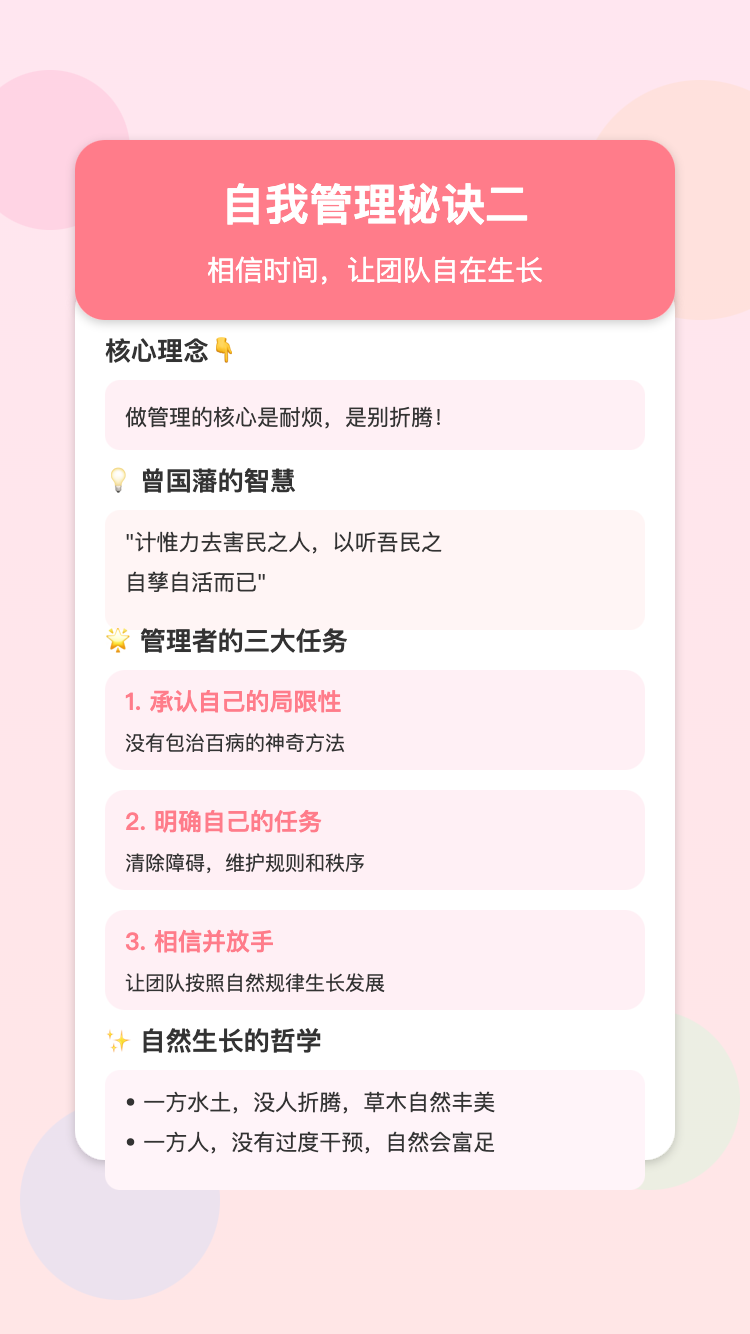 自我管理秘诀二
相信时间，让团队自在生长
核心理念👇
做管理的核心是耐烦，是别折腾！
💡 曾国藩的智慧
"计惟力去害民之人，以听吾民之
自孳自活而已"
🌟 管理者的三大任务
1. 承认自己的局限性
没有包治百病的神奇方法
2. 明确自己的任务
清除障碍，维护规则和秩序
3. 相信并放手
让团队按照自然规律生长发展
✨ 自然生长的哲学
• 一方水土，没人折腾，草木自然丰美
• 一方人，没有过度干预，自然会富足